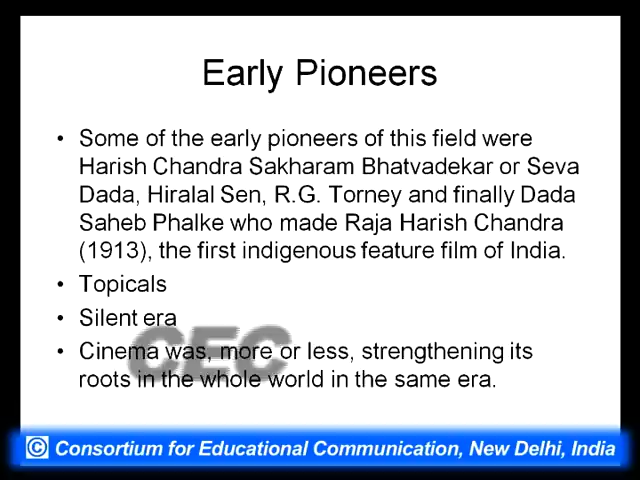 Early Pioneers
• Some of the early pioneers of this field were
Harish Chandra Sakharam Bhatvadekar or Seva
Dada, Hiralal Sen, R.G. Torney and finally Dada
Saheb Phalke who made Raja Harish Chandra
(1913), the first indigenous feature film of India.
• Topicals
• Silent era
• Cinema was, more or less, strengthening its
roots in the whole world in the same era.
CEC
© Consortium for Educational Communication, New Delhi, India